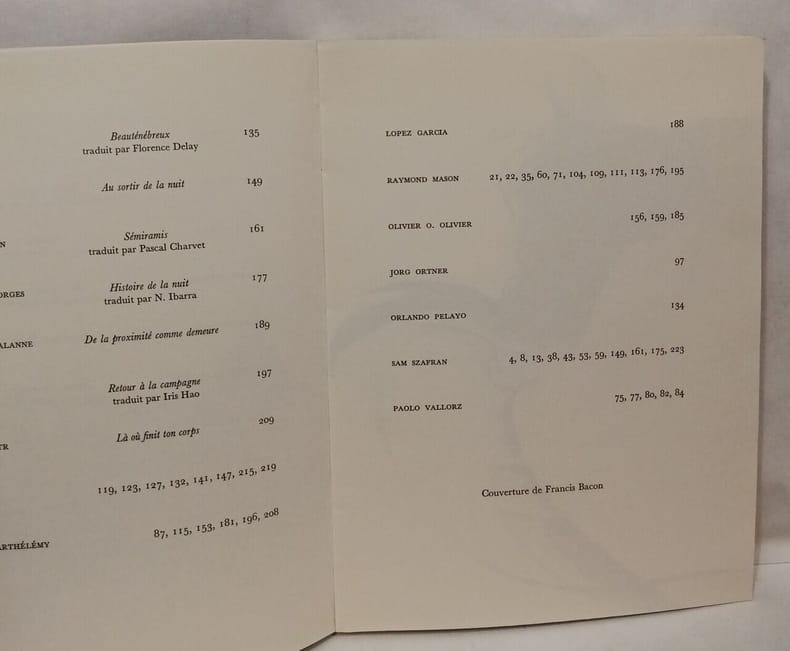 Beauténébreux 135
traduit par Florence Delay
Au sortir de la nuit 149
N Sémiramis 161
traduit par Pascal Charvet
ORGES Histoire de la nuit 177
traduit par N. Ibarra
ALANNE De la proximité comme demeure 189
Retour à la campagne 197
traduit par Iris Hao
TR Là où finit ton corps 209
119, 123, 127, 132, 141, 147, 215, 219
ARTHÉLÉMY 87, 115, 153, 181, 196, 208
LOPEZ GARCIA 188
RAYMOND MASON 21, 22, 35, 60, 71, 104, 109, 111, 113, 176, 195
OLIVIER O. OLIVIER 156, 159, 185
JORG ORTNER 97
ORLANDO PELAYO 134
SAM SZAFRAN 4, 8, 13, 38, 43, 53, 59, 149, 161, 175, 223
PAOLO VALLORZ 75, 77, 80, 82, 84
Couverture de Francis Bacon